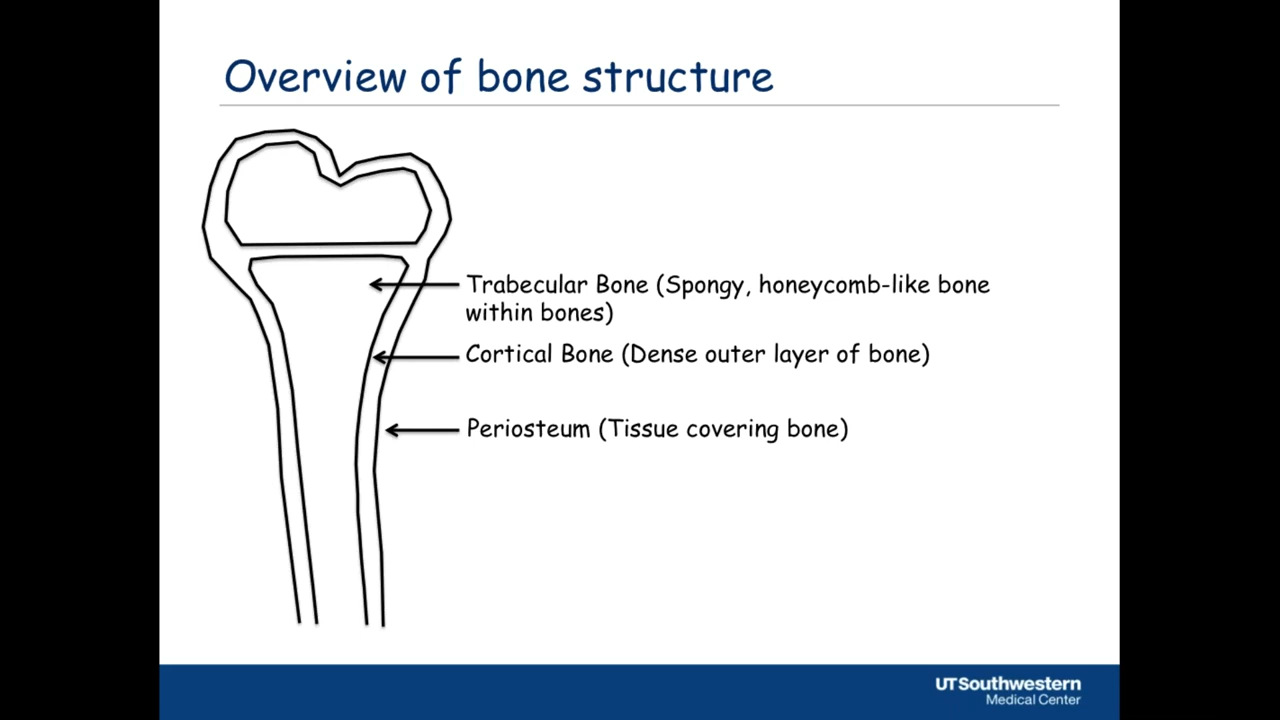 Overview of bone structure
Trabecular Bone (Spongy, honeycomb-like bone
within bones)
Cortical Bone (Dense outer layer of bone)
Periosteum (Tissue covering bone)
UTSouthwestern
Medical Center